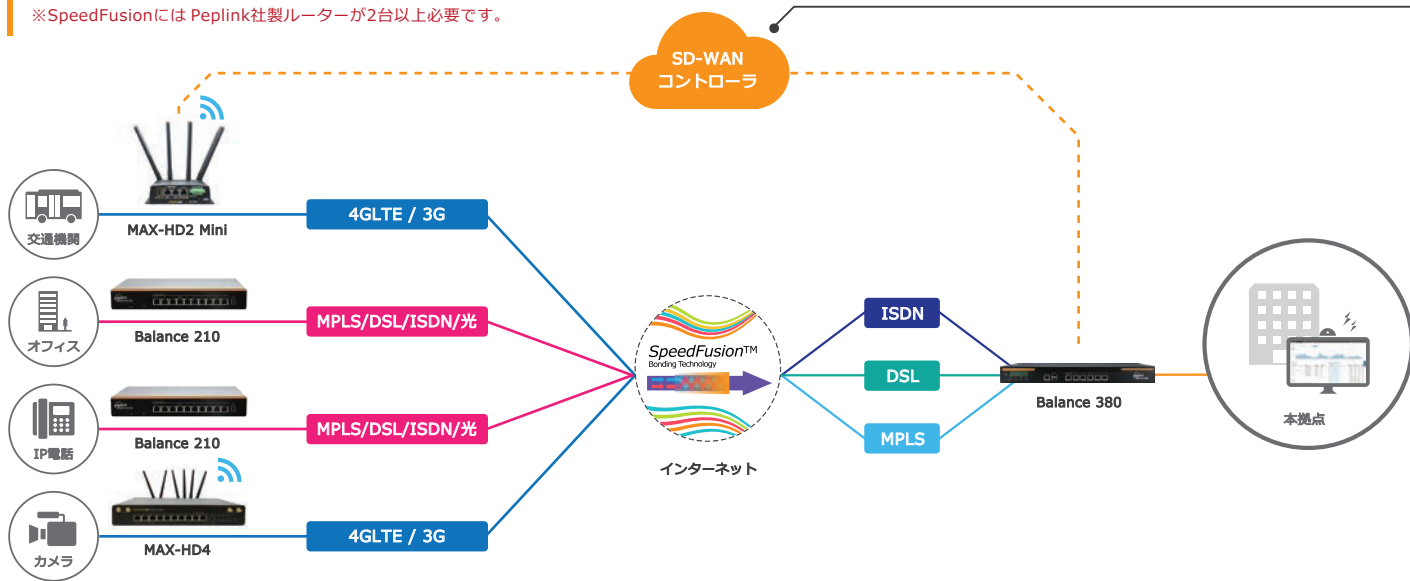 ※SpeedFusionには Peplink社製ルーターが2台以上必要です。
SD-WAN
コントローラ
交通機関
MAX-HD2 Mini
4GLTE / 3G
オフィス
Balance 210
MPLS/DSL/ISDN/光
IP電話
Balance 210
MPLS/DSL/ISDN/光
カメラ
MAX-HD4
4GLTE / 3G
SpeedFusion™
Bonding Technology
インターネット
ISDN
DSL
MPLS
Balance 380
本拠点